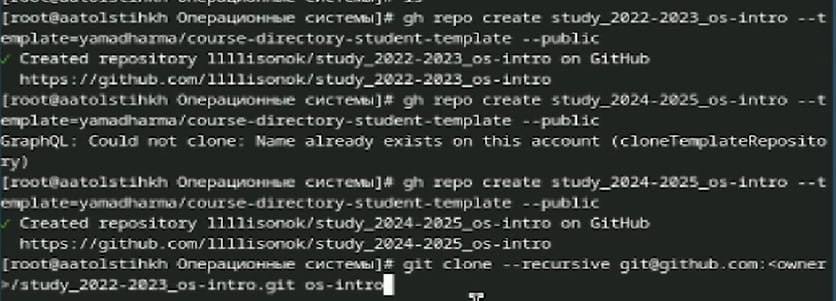 [root@aatolstihkh Операционные системы]# gh repo create study_2022-2023_os-intro --t
emplate=yamadharma/course-directory-student-template --public
✓ Created repository llllisonok/study_2022-2023_os-intro on GitHub
https://github.com/llllisonok/study_2022-2023_os-intro
[root@aatolstihkh Операционные системы]# gh repo create study_2024-2025_os-intro --t
emplate=yamadharma/course-directory-student-template --public
GraphQL: Could not clone: Name already exists on this account (cloneTemplateReposito
ry)
[root@aatolstihkh Операционные системы]# gh repo create study_2024-2025_os-intro --t
emplate=yamadharma/course-directory-student-template --public
✓ Created repository llllisonok/study_2024-2025_os-intro on GitHub
https://github.com/llllisonok/study_2024-2025_os-intro
[root@aatolstihkh Операционные системы]# git clone --recursive git@github.com:<owner
>/study_2022-2023_os-intro.git os-intro